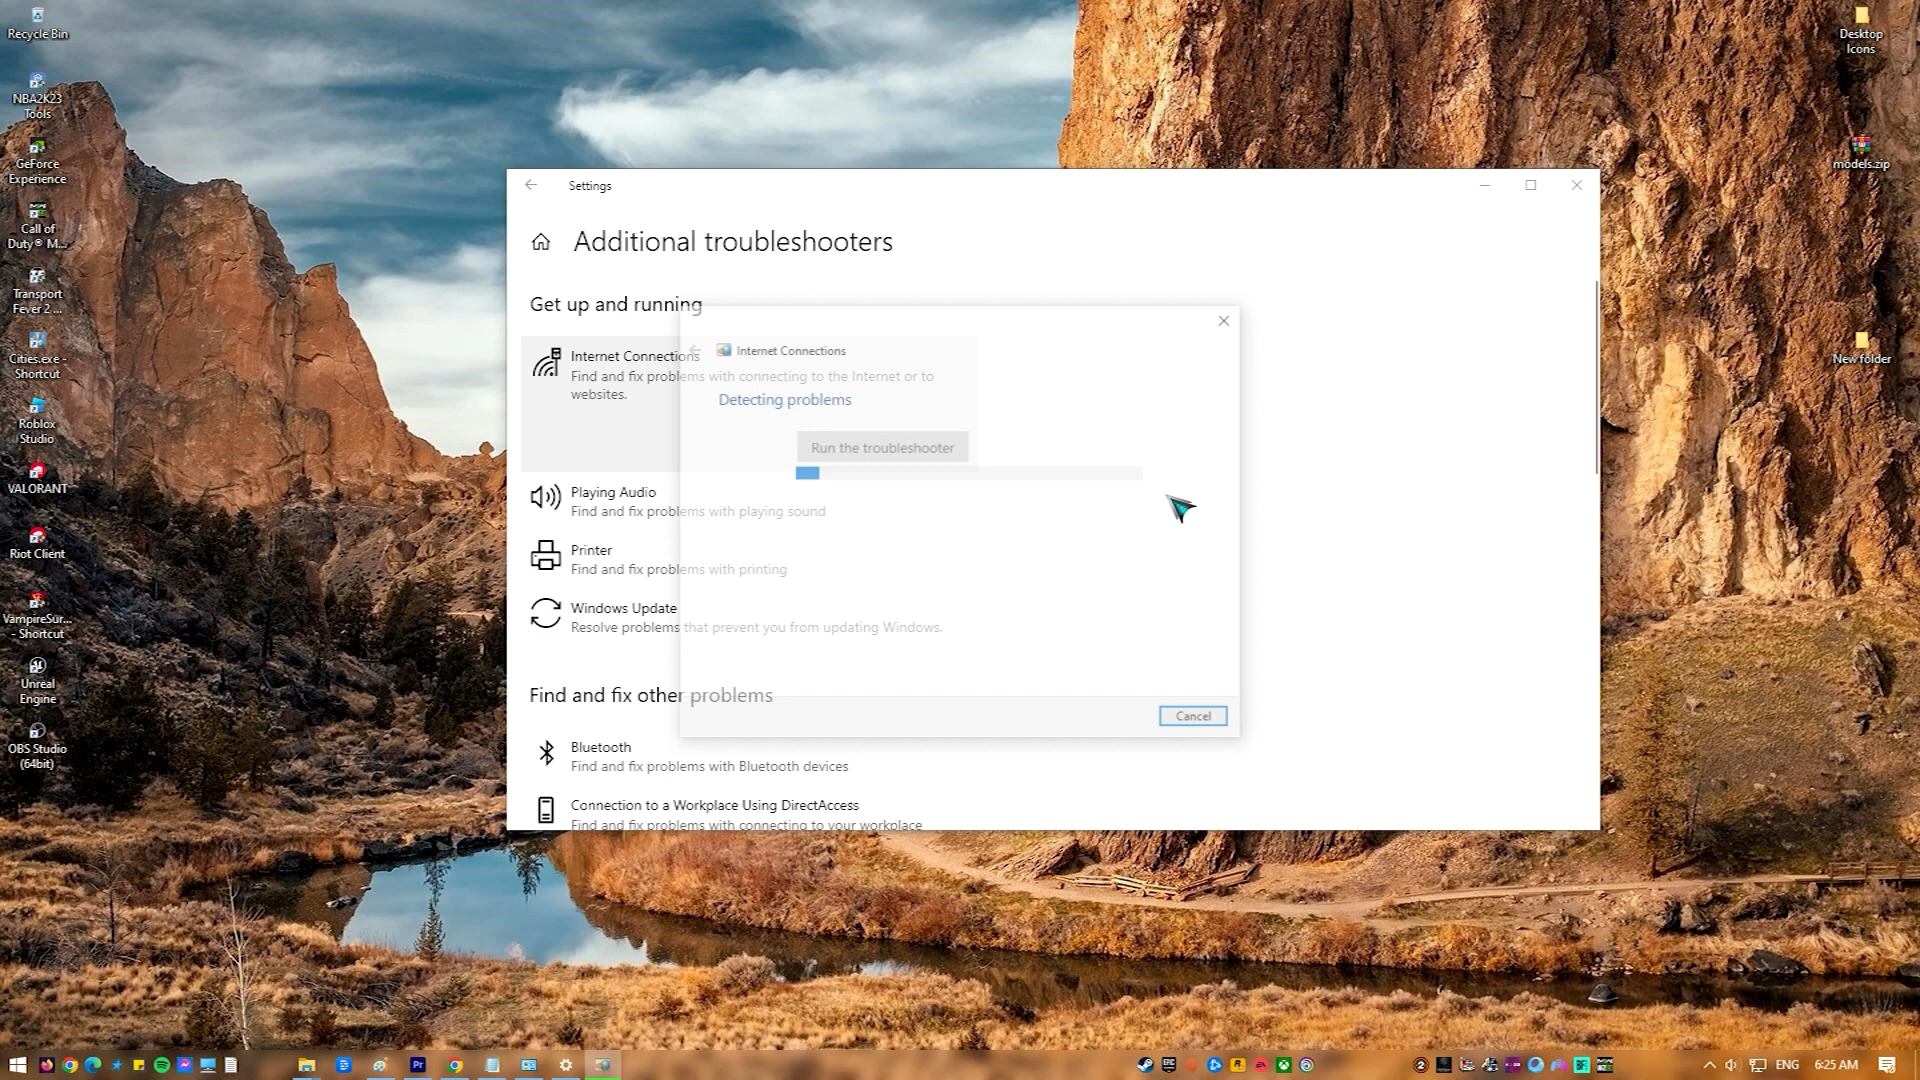 Recycle Bin
NBA2K23
Tools
GeForce
Experience
Call of
Duty® M...
Transport
Fever 2 ...
Cities.exe -
Shortcut
Roblox
Studio
VALORANT
Riot Client
VampireSur...
- Shortcut
Unreal
Engine
OBS Studio
(64bit)
Desktop
Icons
models.zip
New folder
Settings
Additional troubleshooters
Get up and running
Internet Connections
Find and fix problems with connecting to the Internet or to
websites.
Run the troubleshooter
Internet Connections
Detecting problems
Cancel
Playing Audio
Find and fix problems with playing sound
Printer
Find and fix problems with printing
Windows Update
Resolve problems that prevent you from updating Windows.
Find and fix other problems
Bluetooth
Find and fix problems with Bluetooth devices
Connection to a Workplace Using DirectAccess
Find and fix problems with connecting to your workplace
Pr
ENG
6:25 AM